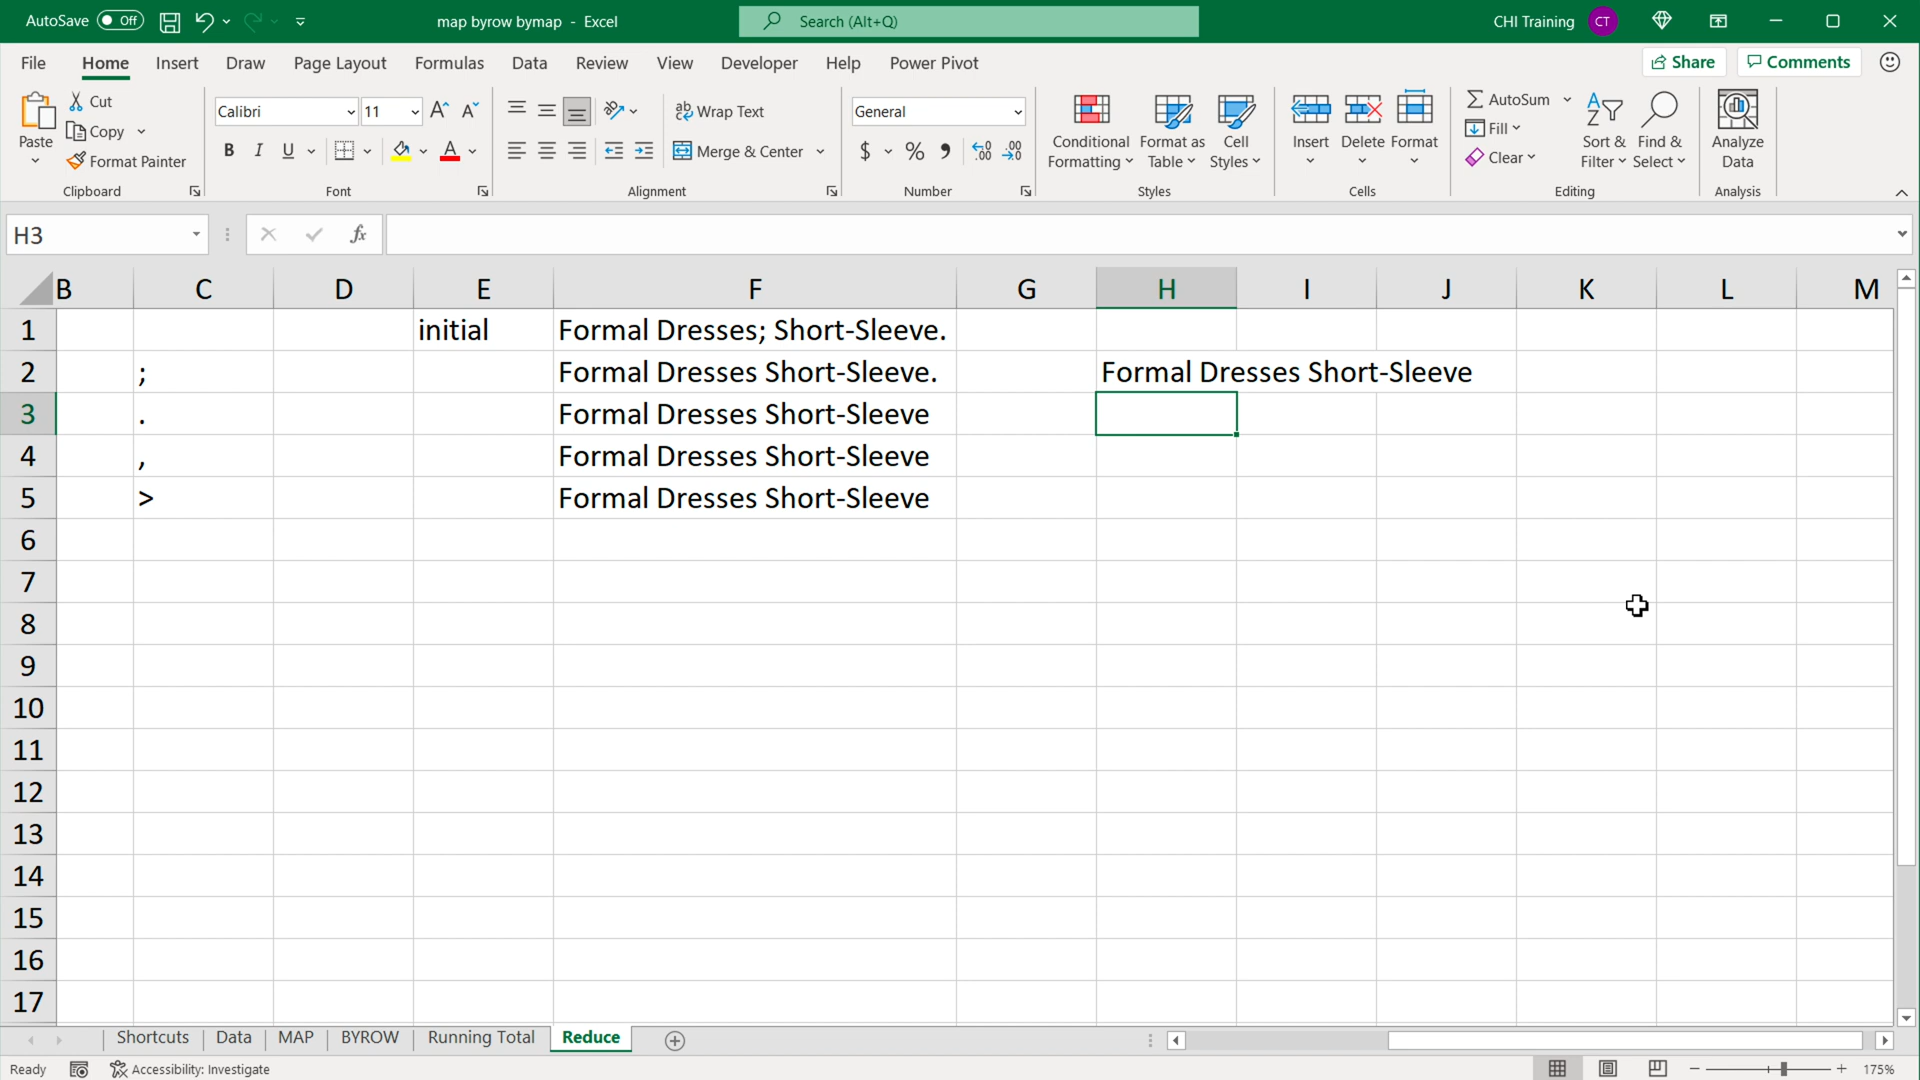 AutoSave Off map byrow bymap - Excel Search (Alt+Q) CHI Training CT
File Home Insert Draw Page Layout Formulas Data Review View Developer Help Power Pivot Share Comments
Paste Cut Copy Format Painter Clipboard
Calibri 11 B I U A Font
ab Wrap Text Merge & Center Alignment
General $ % Number
Conditional Formatting Format as Table Cell Styles Styles
Insert Delete Format Cells
AutoSum Fill Clear Sort & Filter Find & Select Editing
Analyze Data Analysis
H3 fx
B C D E F G H I J K L M
1 initial Formal Dresses; Short-Sleeve.
2 ; Formal Dresses Short-Sleeve. Formal Dresses Short-Sleeve
3 . Formal Dresses Short-Sleeve
4 , Formal Dresses Short-Sleeve
5 > Formal Dresses Short-Sleeve
6
7
8
9
10
11
12
13
14
15
16
17
Shortcuts Data MAP BYROW Running Total Reduce
Ready Accessibility: Investigate 175%